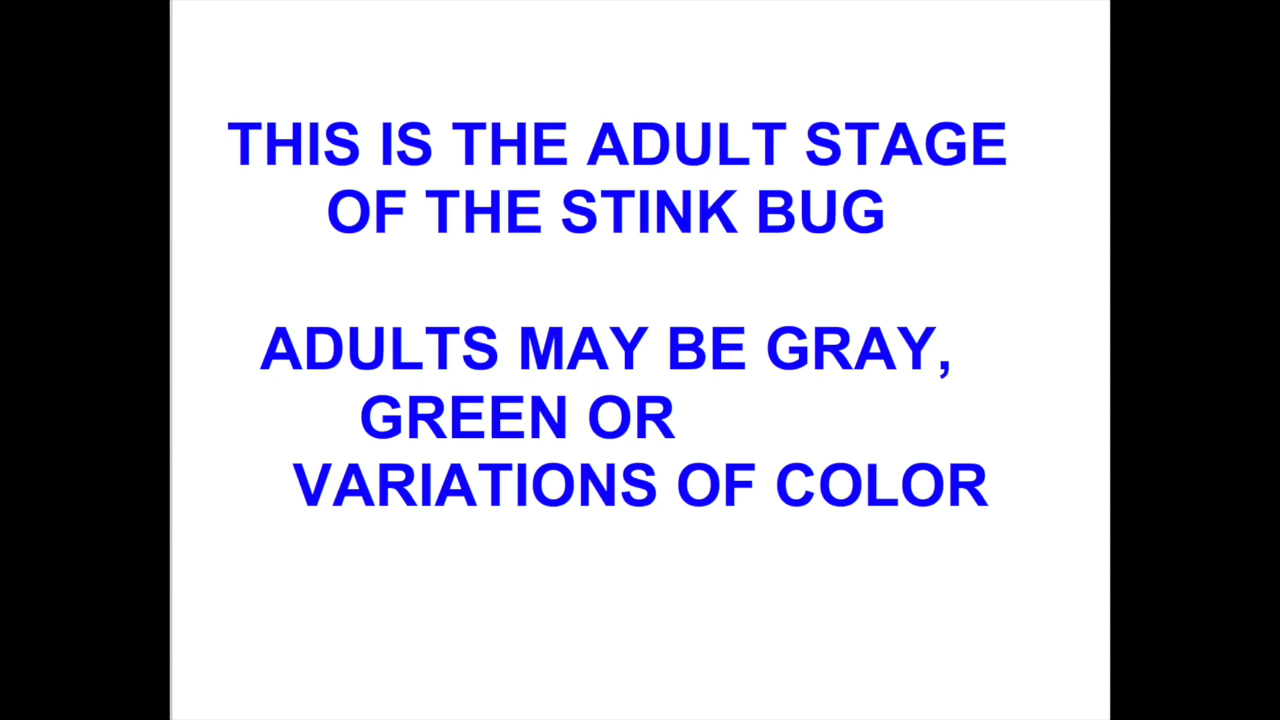 THIS IS THE ADULT STAGE
OF THE STINK BUG
ADULTS MAY BE GRAY,
GREEN OR
VARIATIONS OF COLOR